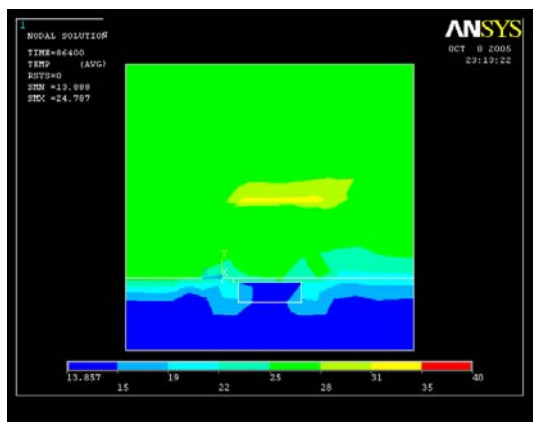 1
NODAL SOLUTION
TIME=86400
TEMP (AVG)
RSYS=0
SMN =13.888
SMX =24.787
ANSYS
OCT 8 2005
23:13:22
Y
X
13.857 15 19 22 25 28 31 35 40